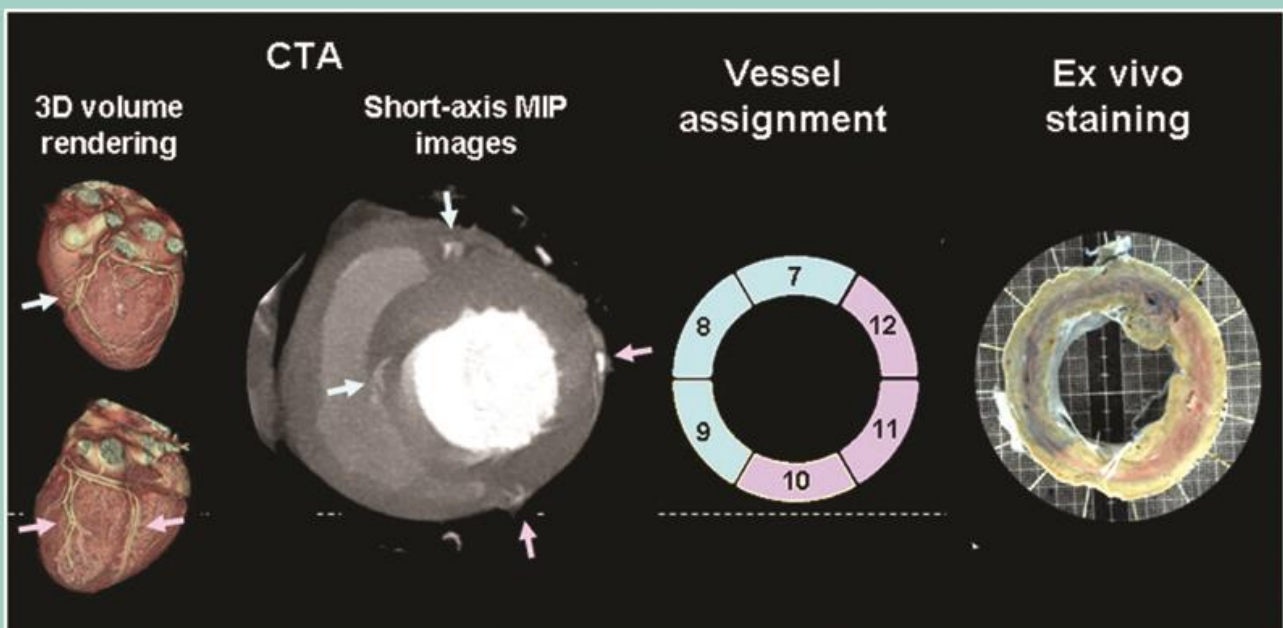 CTA
3D volume
rendering
Short-axis MIP
images
Vessel
assignment
7
8
12
9
11
10
Ex vivo
staining